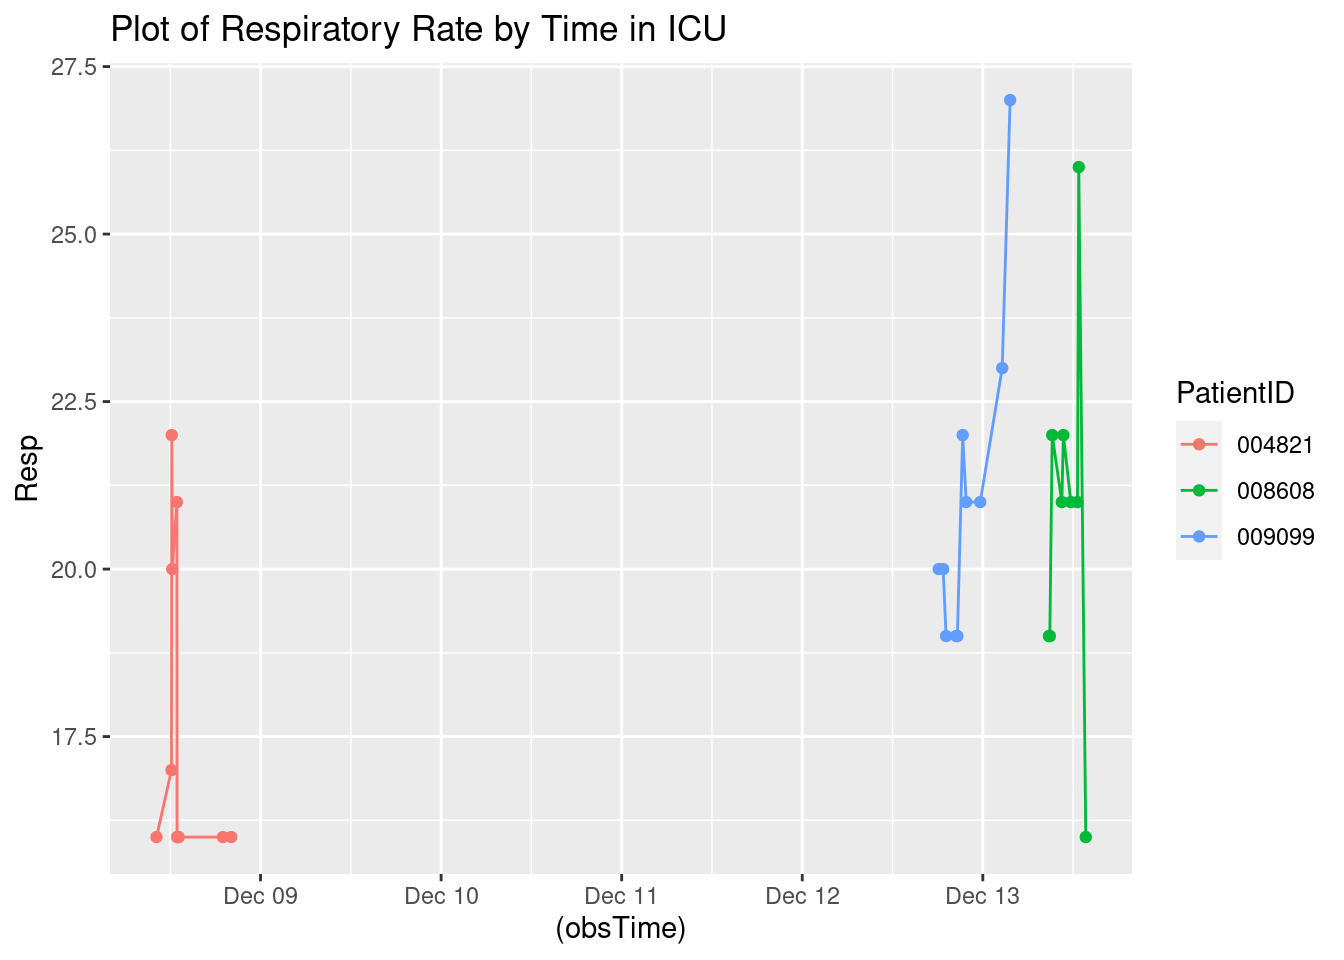 Plot of Respiratory Rate by Time in ICU
27.5
25.0
22.5
20.0
17.5
Resp
Dec 09
Dec 10
Dec 11
Dec 12
Dec 13
(obsTime)
PatientID
004821
008608
009099